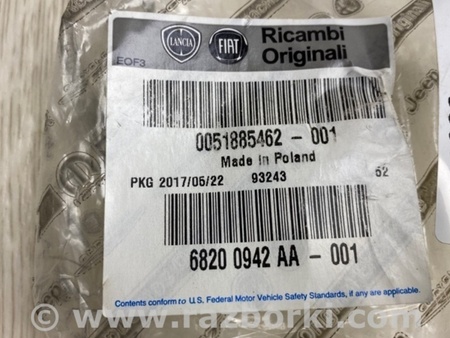 LANCIA FIAT Ricambi
Originali
EOF3
0051885462 - 001
Made in Poland
PKG 2017/05/22 93243 52
6820 0942 AA - 001
Contents conform to U.S. Federal Motor Vehicle Safety Standards, if any are applicable.
Jeep
© www.razborki.com